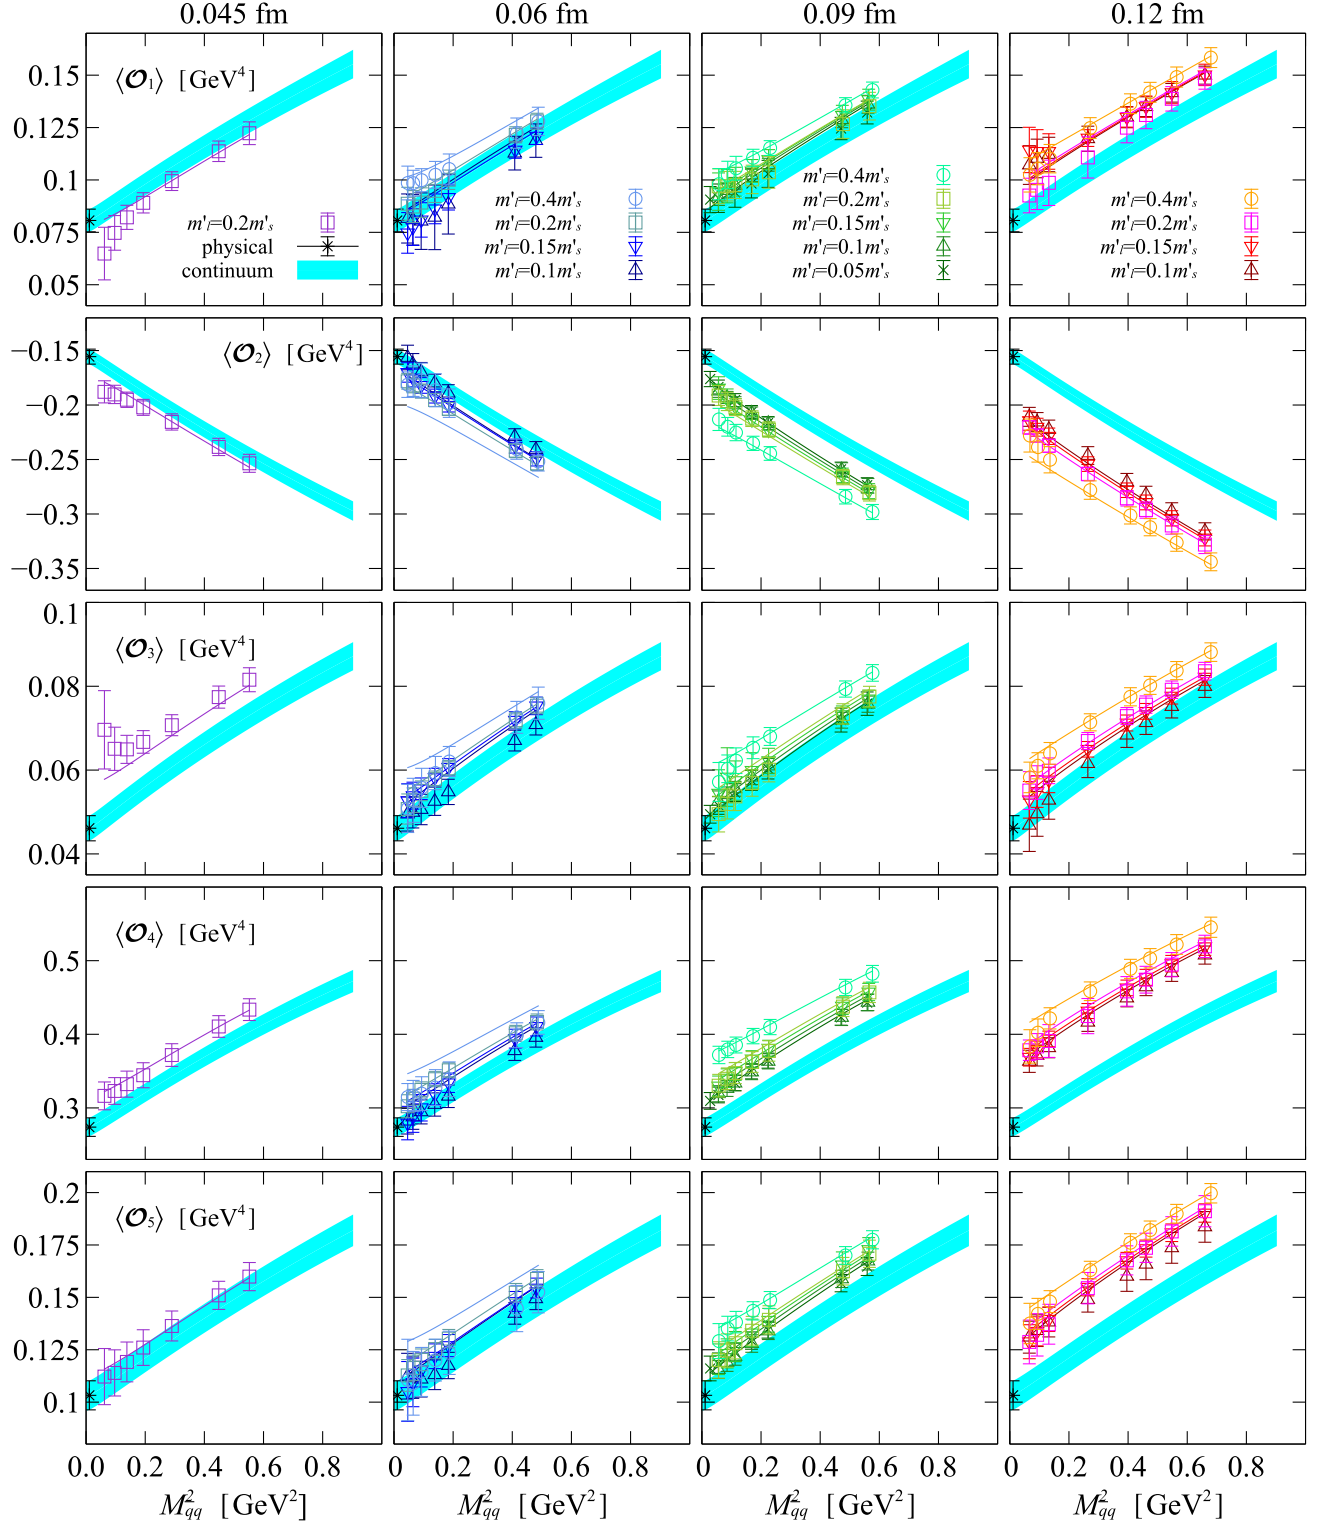 0.045 fm 0.06 fm 0.09 fm 0.12 fm
⟨𝓞₁⟩ [GeV⁴]
0.15
0.125
0.1
0.075
0.05
m'ₗ=0.2m'ₛ
physical
continuum
m'ₗ=0.4m'ₛ
m'ₗ=0.2m'ₛ
m'ₗ=0.15m'ₛ
m'ₗ=0.1m'ₛ
m'ₗ=0.4m'ₛ
m'ₗ=0.2m'ₛ
m'ₗ=0.15m'ₛ
m'ₗ=0.1m'ₛ
m'ₗ=0.05m'ₛ
m'ₗ=0.4m'ₛ
m'ₗ=0.2m'ₛ
m'ₗ=0.15m'ₛ
m'ₗ=0.1m'ₛ
⟨𝓞₂⟩ [GeV⁴]
−0.15
−0.2
−0.25
−0.3
−0.35
⟨𝓞₃⟩ [GeV⁴]
0.1
0.08
0.06
0.04
⟨𝓞₄⟩ [GeV⁴]
0.5
0.4
0.3
⟨𝓞₅⟩ [GeV⁴]
0.2
0.175
0.15
0.125
0.1
0.0 0.2 0.4 0.6 0.8 0 0.2 0.4 0.6 0.8 0 0.2 0.4 0.6 0.8 0 0.2 0.4 0.6 0.8
M²qq [GeV²] M²qq [GeV²] M²qq [GeV²] M²qq [GeV²]